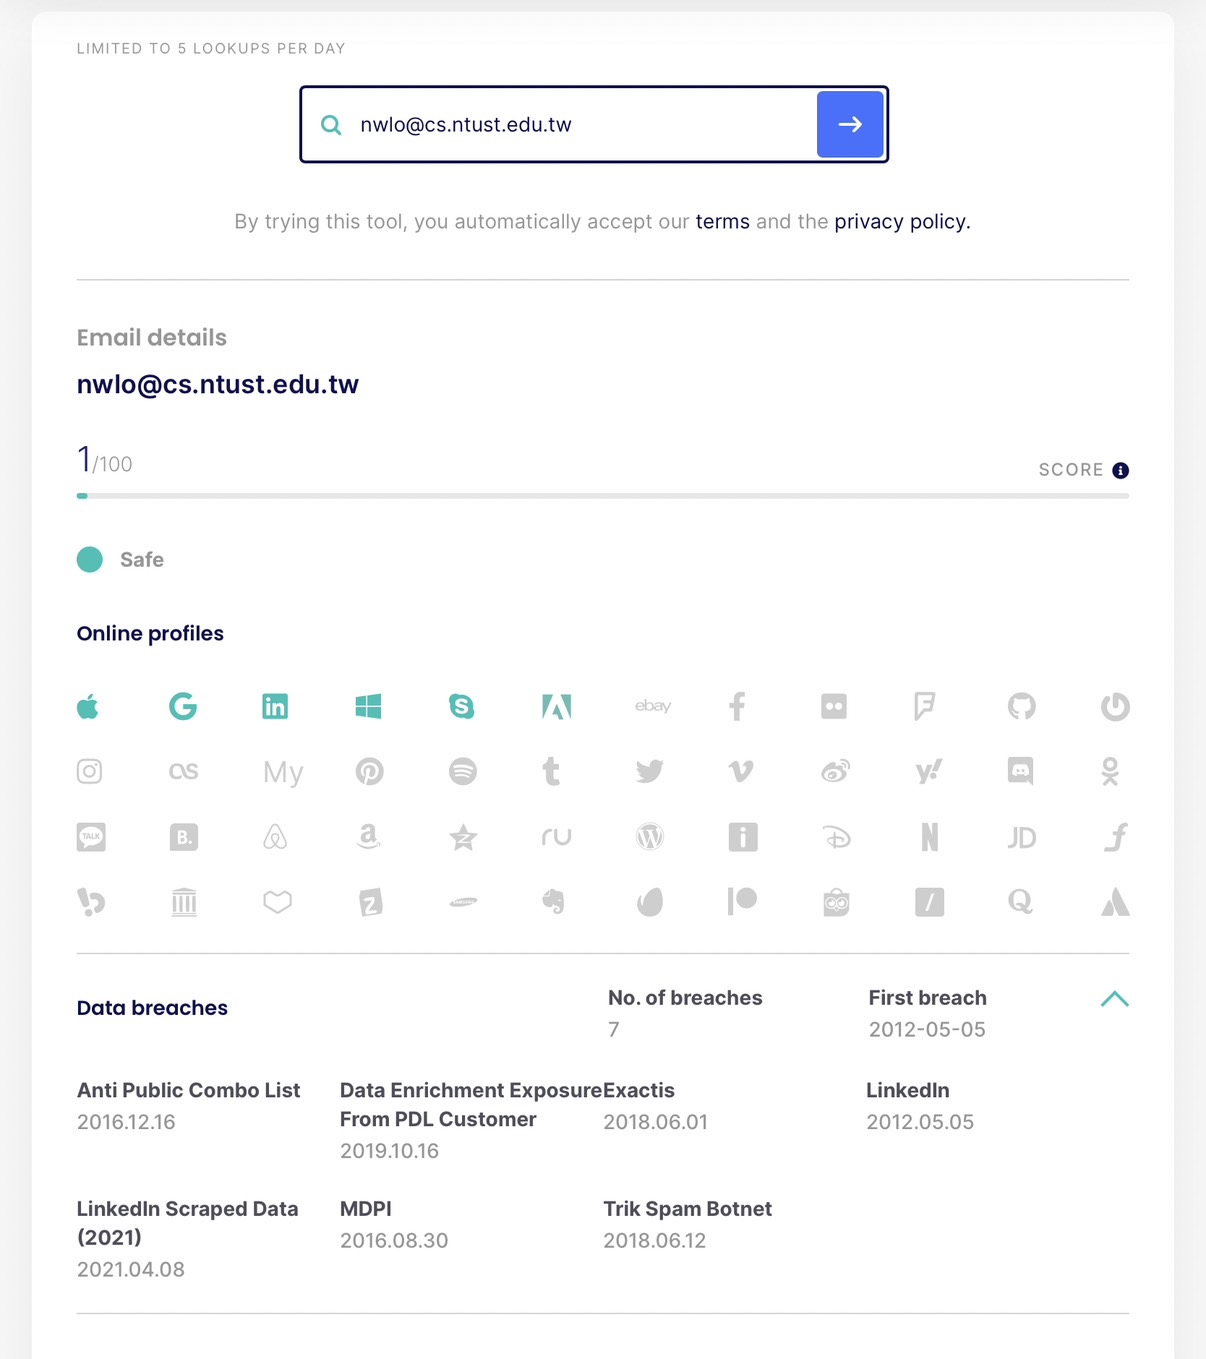 LIMITED TO 5 LOOKUPS PER DAY
nwlo@cs.ntust.edu.tw
By trying this tool, you automatically accept our terms and the privacy policy.
Email details
nwlo@cs.ntust.edu.tw
1/100
SCORE
Safe
Online profiles
ebay
My
TALK
B.
JD
Data breaches
No. of breaches
7
First breach
2012-05-05
Anti Public Combo List
2016.12.16
Data Enrichment Exposure
From PDL Customer
2019.10.16
Exactis
2018.06.01
LinkedIn
2012.05.05
LinkedIn Scraped Data
(2021)
2021.04.08
MDPI
2016.08.30
Trik Spam Botnet
2018.06.12